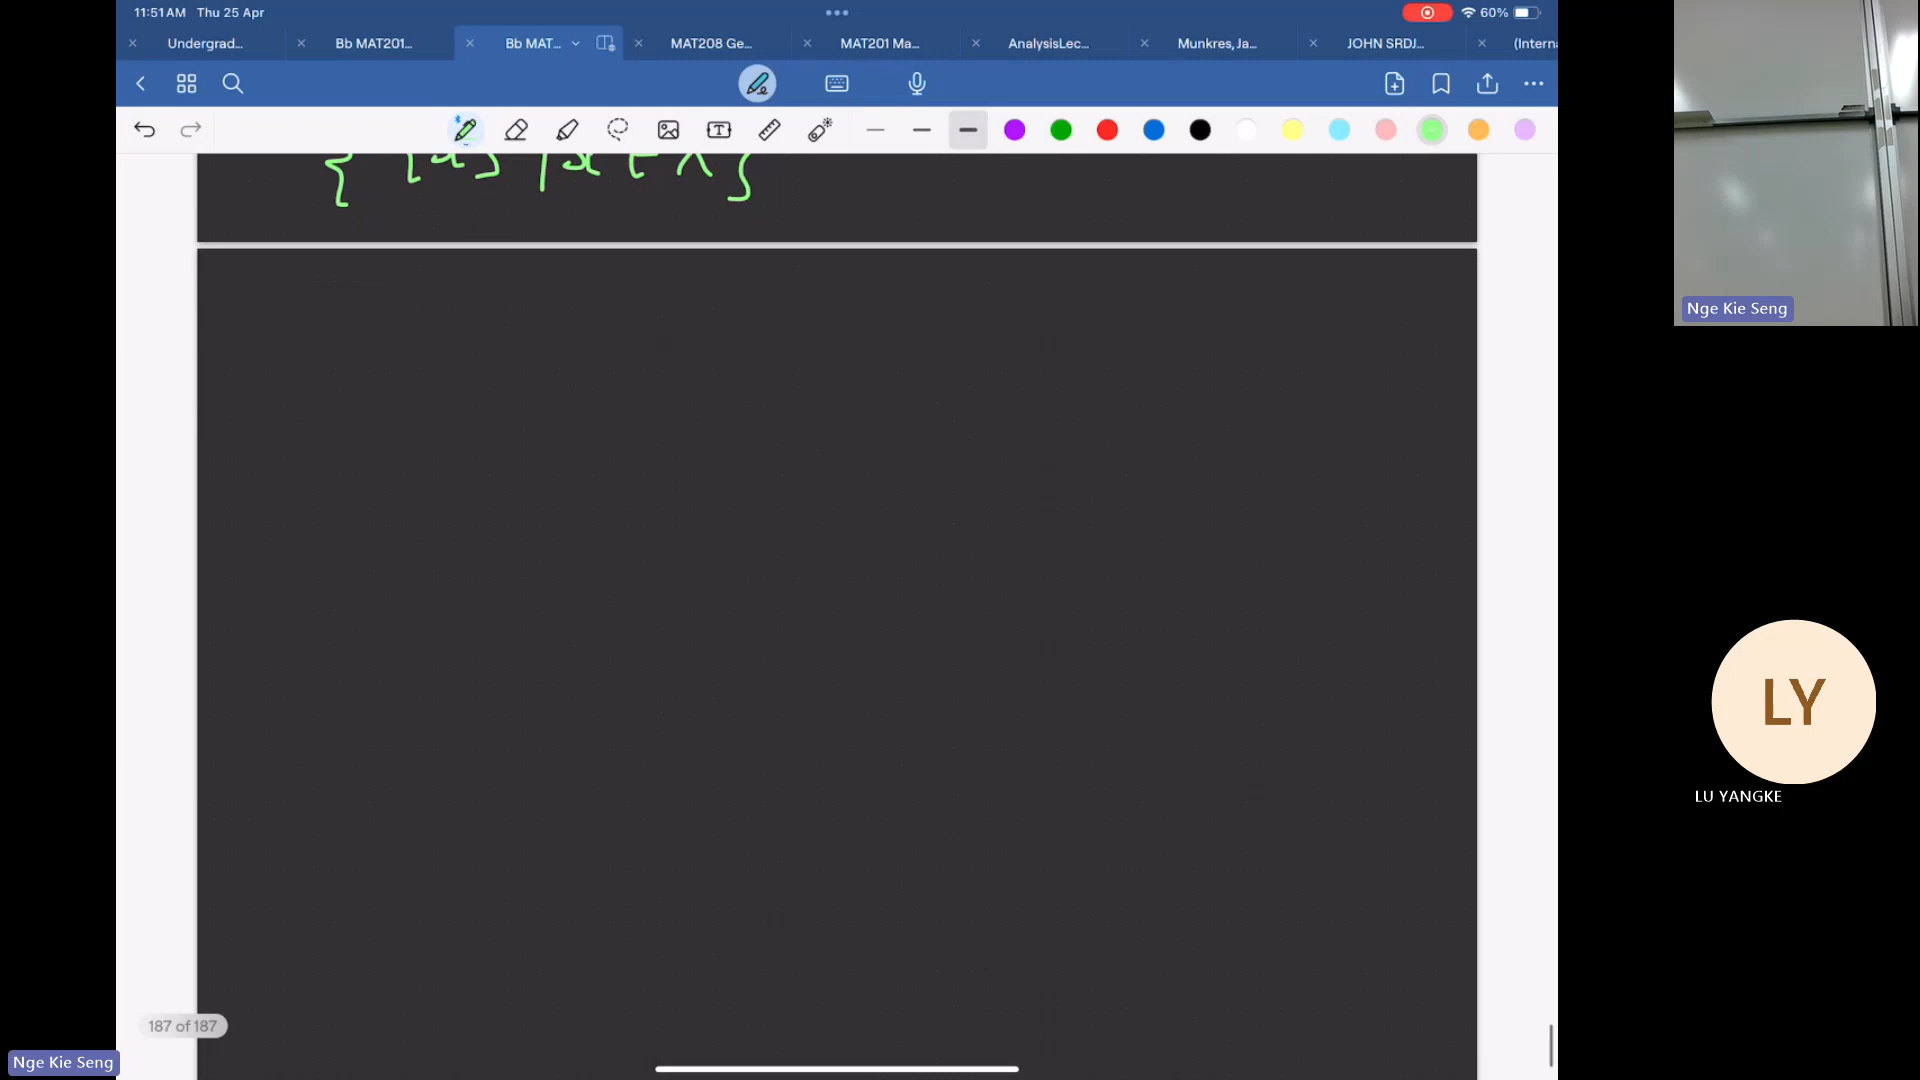 11:51 AM Thu 25 Apr
60%
Undergrad...
Bb MAT201...
Bb MAT...
MAT208 Ge...
MAT201 Ma...
AnalysisLec...
Munkres, Ja...
JOHN SRDJ...
(Intern
Nge Kie Seng
LY
LU YANGKE
187 of 187
Nge Kie Seng